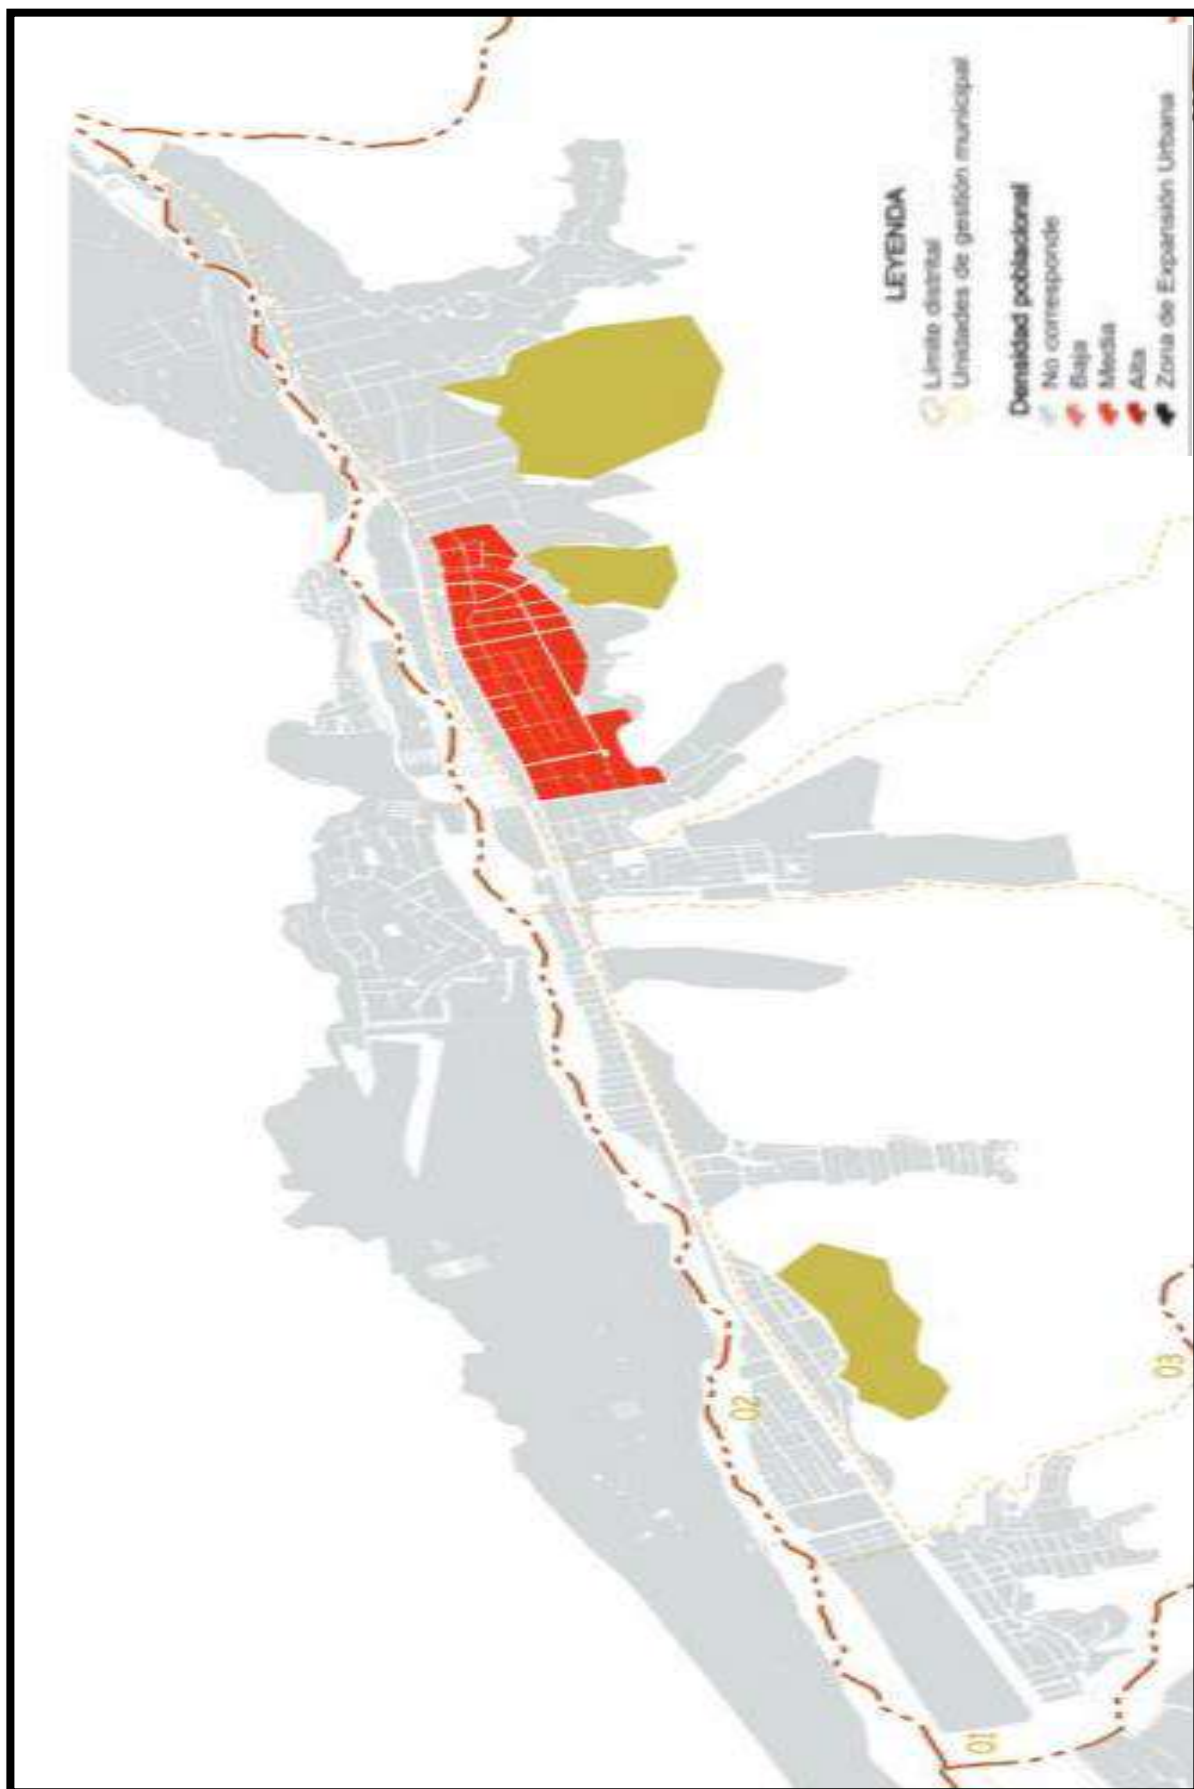 LEYENDA
Límite distrital
Unidades de gestión municipal
Densidad poblacional
No corresponde
Baja
Media
Alta
Zona de Expansión Urbana
02
03
01